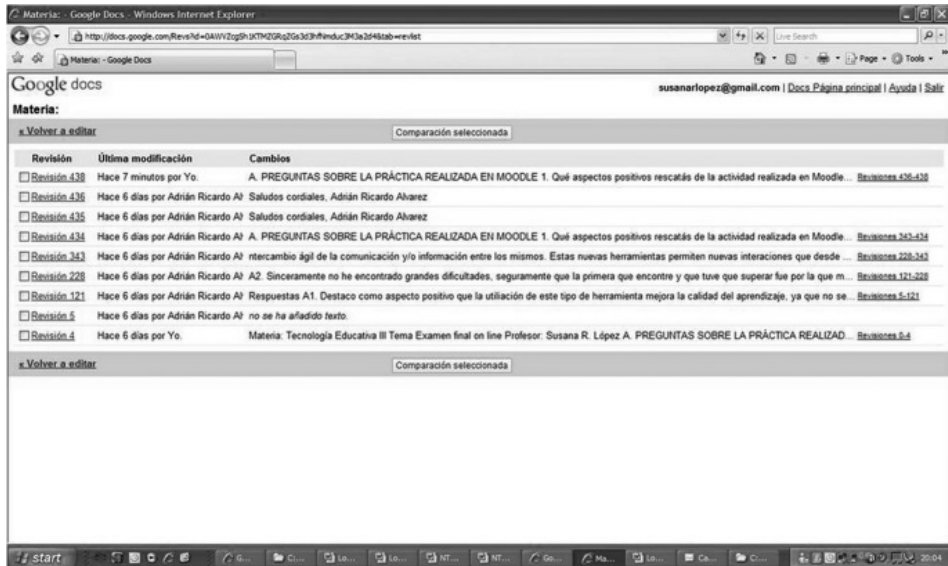 Materia: - Google Docs - Windows Internet Explorer
Live Search
Materia: - Google Docs
Page Tools
Google docs
susanarlopez@gmail.com | Docs Página principal | Ayuda | Salir
Materia:
« Volver a editar Comparación seleccionada
Revisión Última modificación Cambios
Revisión 438 Hace 7 minutos por Yo. A. PREGUNTAS SOBRE LA PRÁCTICA REALIZADA EN MOODLE 1. Qué aspectos positivos rescatás de la actividad realizada en Moodle... Revisiones 436-438
Revisión 436 Hace 6 días por Adrián Ricardo Saludos cordiales, Adrián Ricardo Alvarez
Revisión 435 Hace 6 días por Adrián Ricardo Saludos cordiales, Adrián Ricardo Alvarez
Revisión 434 Hace 6 días por Adrián Ricardo A. PREGUNTAS SOBRE LA PRÁCTICA REALIZADA EN MOODLE 1. Qué aspectos positivos rescatás de la actividad realizada en Moodle... Revisiones 343-434
Revisión 343 Hace 6 días por Adrián Ricardo ntercambio ágil de la comunicación y/o información entre los mismos. Estas nuevas herramientas permiten nuevas interacciones que desde ... Revisiones 228-343
Revisión 228 Hace 6 días por Adrián Ricardo A2. Sinceramente no he encontrado grandes dificultades, seguramente que la primera que encontre y que tuve que superar fue por la que m... Revisiones 121-228
Revisión 121 Hace 6 días por Adrián Ricardo Respuestas A1. Destaco como aspecto positivo que la utiliación de este tipo de herramienta mejora la calidad del aprendizaje, ya que no se... Revisiones 5-121
Revisión 5 Hace 6 días por Adrián Ricardo no se ha añadido texto.
Revisión 4 Hace 6 días por Yo. Materia: Tecnología Educativa III Tema Examen final on line Profesor: Susana R. López A. PREGUNTAS SOBRE LA PRÁCTICA REALIZAD... Revisiones 0-4
« Volver a editar Comparación seleccionada
start G... C:... Lo... Lo... NT... NT... Go... Ma... Lo... Ca... C:... 20:04